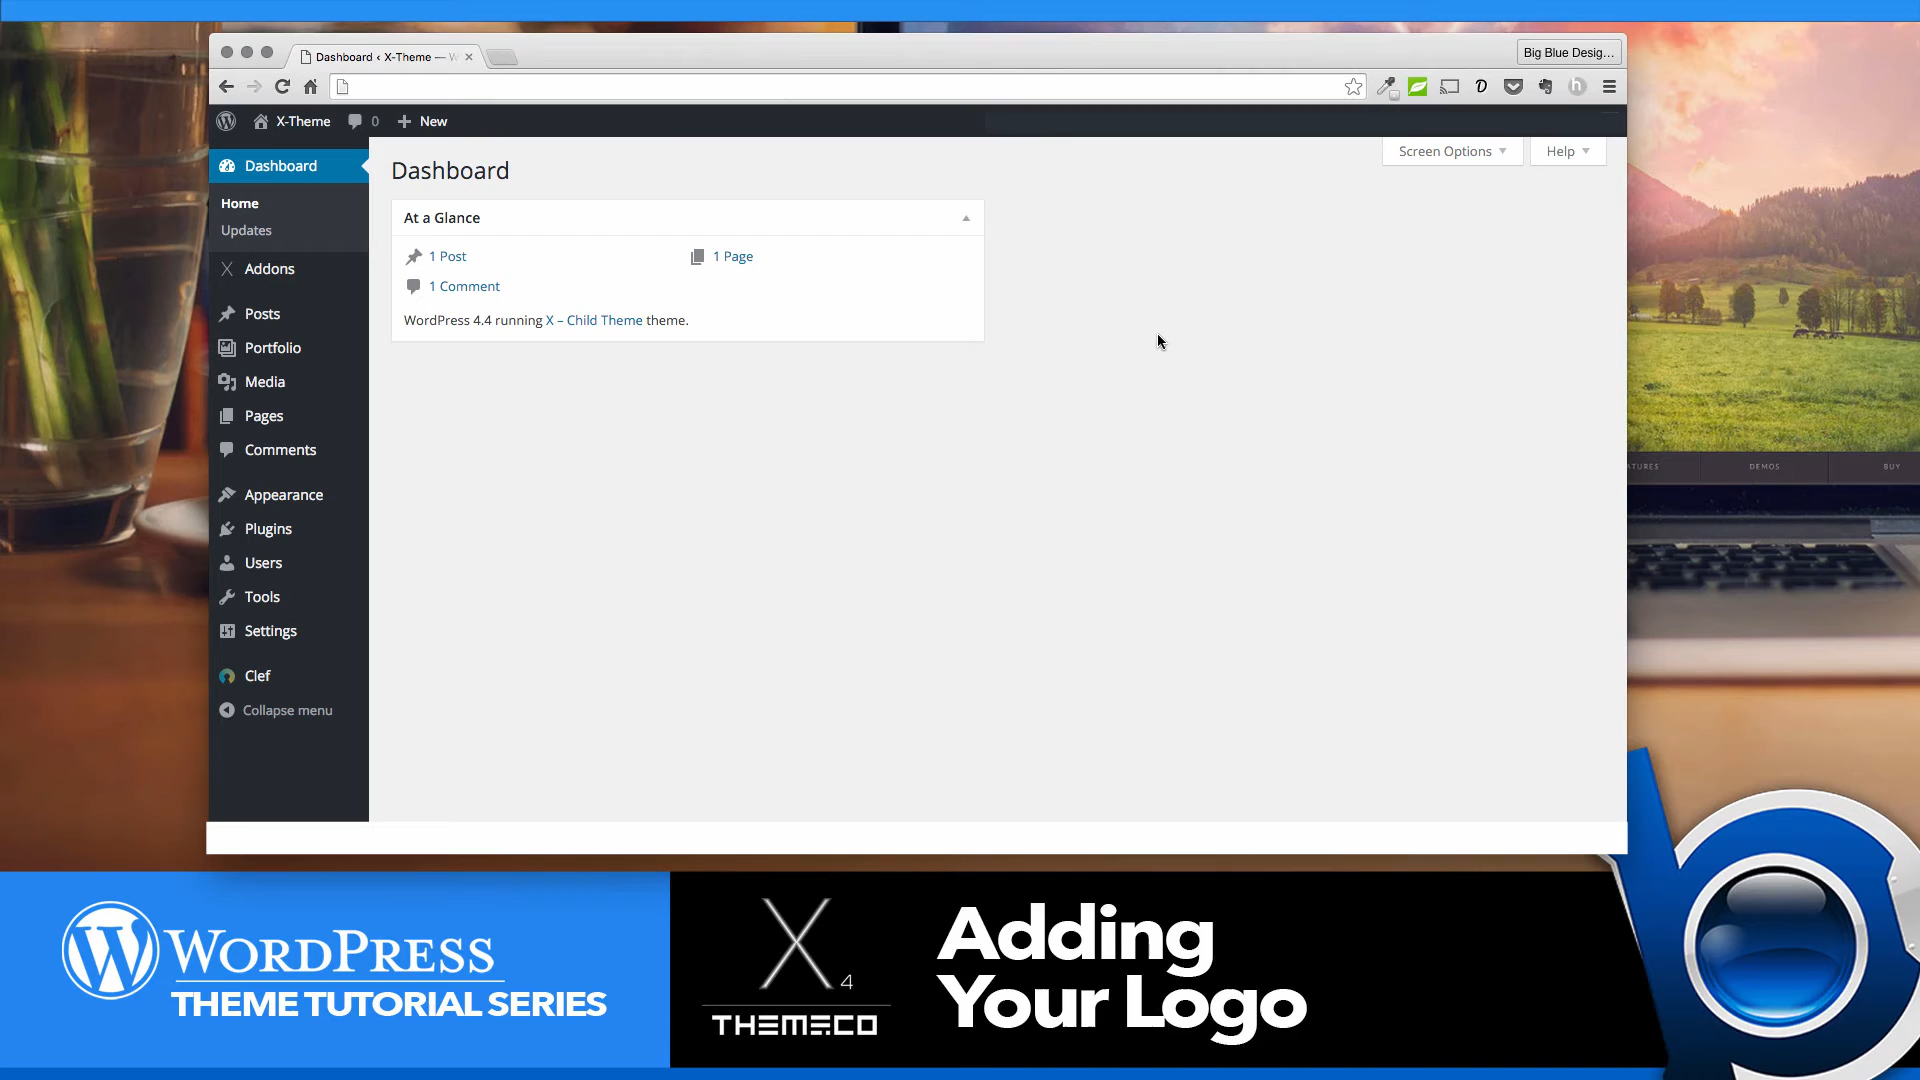 Dashboard ‹ X-Theme — W
Big Blue Desig...
X-Theme
0
New
Dashboard
Home
Updates
Addons
Posts
Portfolio
Media
Pages
Comments
Appearance
Plugins
Users
Tools
Settings
Clef
Collapse menu
Screen Options
Help
Dashboard
At a Glance
1 Post
1 Page
1 Comment
WordPress 4.4 running X – Child Theme theme.
ATURES
DEMOS
BUY
WORDPRESS
THEME TUTORIAL SERIES
X 4
THEMECO
Adding
Your Logo